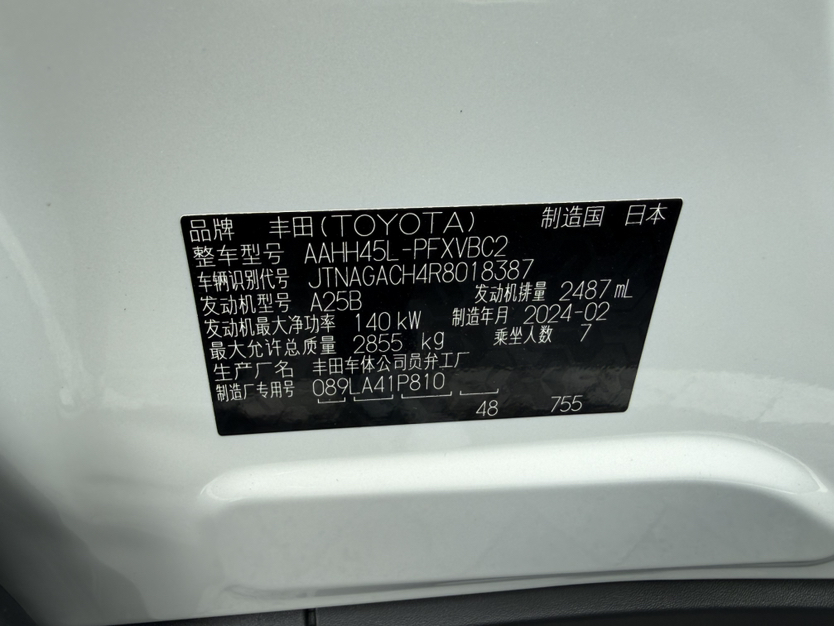 品牌 丰田(TOYOTA) 制造国 日本
整车型号 AAHH45L-PFXVBC2
车辆识别代号 JTNAGACH4R8018387
发动机型号 A25B 发动机排量 2487 mL
发动机最大净功率 140 kW 制造年月 2024-02
最大允许总质量 2855 kg 乘坐人数 7
生产厂名 丰田车体公司员弁工厂
制造厂专用号 089LA41P810
48 755